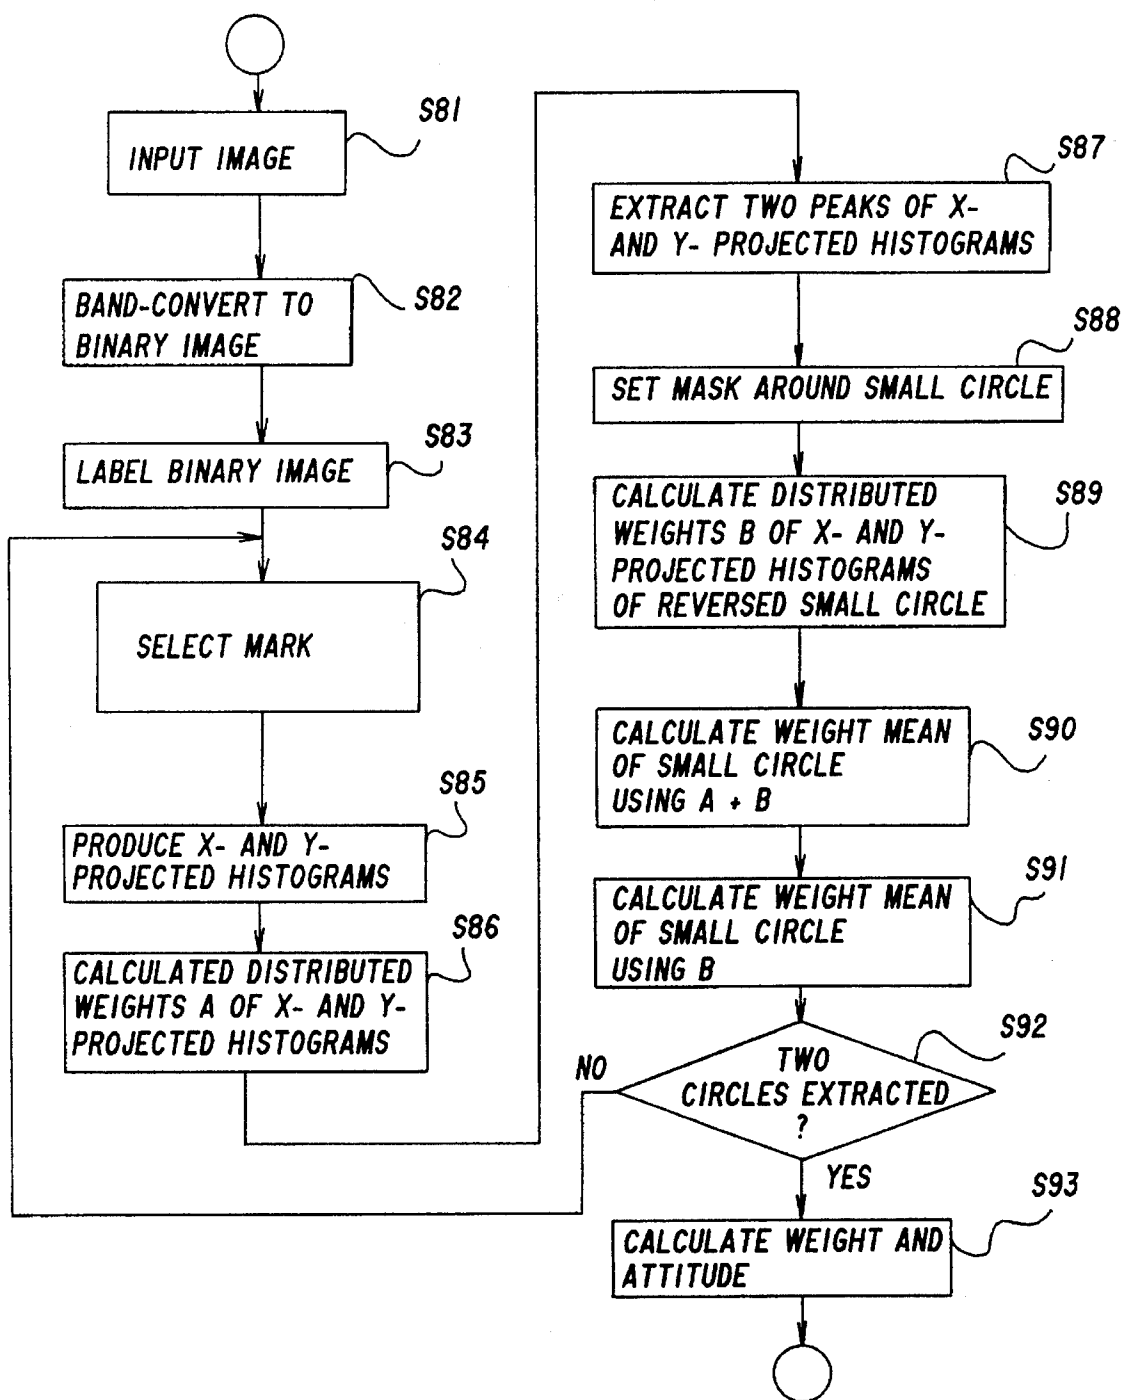 S81
INPUT IMAGE
S82
BAND-CONVERT TO
BINARY IMAGE
S83
LABEL BINARY IMAGE
S84
SELECT MARK
S85
PRODUCE X- AND Y-
PROJECTED HISTOGRAMS
S86
CALCULATED DISTRIBUTED
WEIGHTS A OF X- AND Y-
PROJECTED HISTOGRAMS
S87
EXTRACT TWO PEAKS OF X-
AND Y- PROJECTED HISTOGRAMS
S88
SET MASK AROUND SMALL CIRCLE
S89
CALCULATE DISTRIBUTED
WEIGHTS B OF X- AND Y-
PROJECTED HISTOGRAMS
OF REVERSED SMALL CIRCLE
S90
CALCULATE WEIGHT MEAN
OF SMALL CIRCLE
USING A + B
S91
CALCULATE WEIGHT MEAN
OF SMALL CIRCLE
USING B
S92
TWO
CIRCLES EXTRACTED
?
NO
YES
S93
CALCULATE WEIGHT AND
ATTITUDE